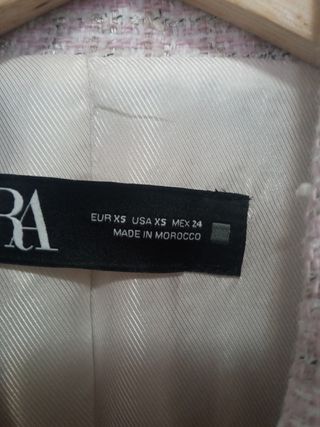 RA
EUR XS USA XS MEX 24
MADE IN MOROCCO